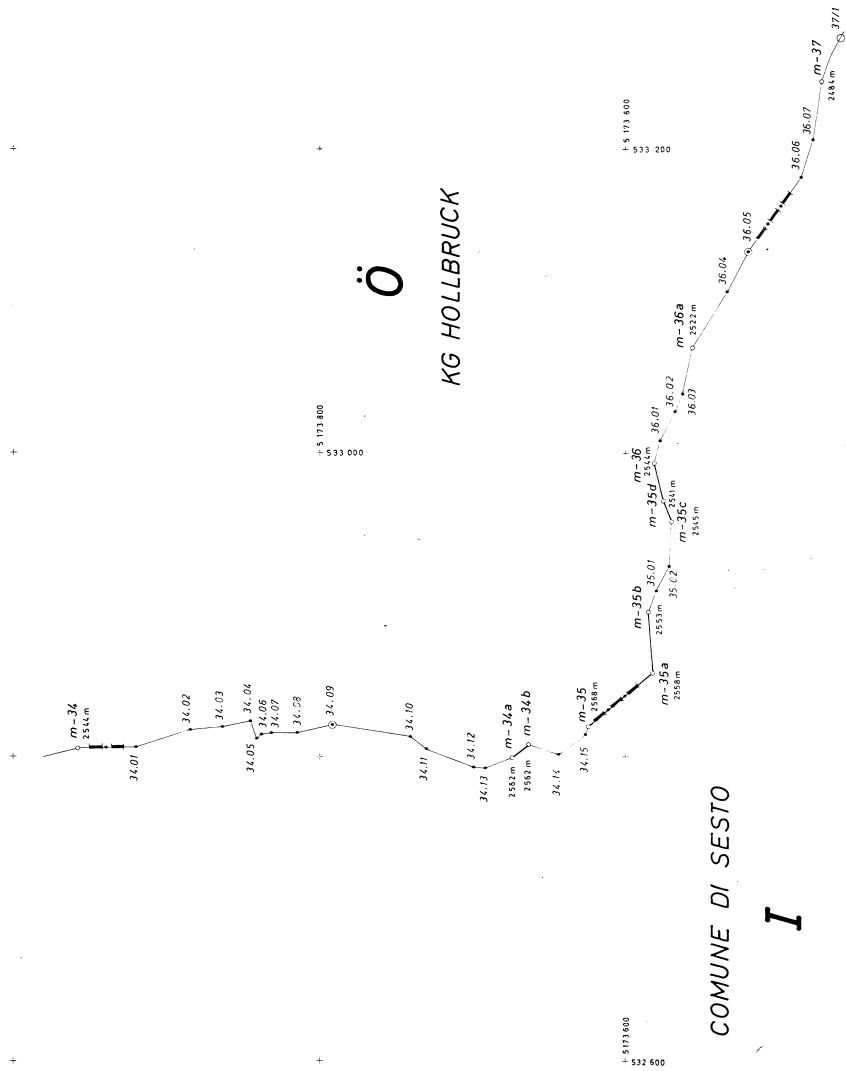 m-34
2544 m
34.01
34.02
34.03
34.04
34.05
34.06
34.07
34.08
34.09
34.10
34.11
34.12
34.13
m-34a
2562 m
m-34b
2562 m
34.14
34.15
m-35
2568 m
m-35a
2558 m
m-35b
2553 m
35.01
35.02
m-35c
2545 m
m-35d
2541 m
m-36
2544 m
36.01
36.02
36.03
m-36a
2522 m
36.04
36.05
36.06
36.07
m-37
2484 m
37/1
Ö
KG HOLLBRUCK
COMUNE DI SESTO
I
5 173 800
533 000
5 173 600
533 200
5 173 600
532 600